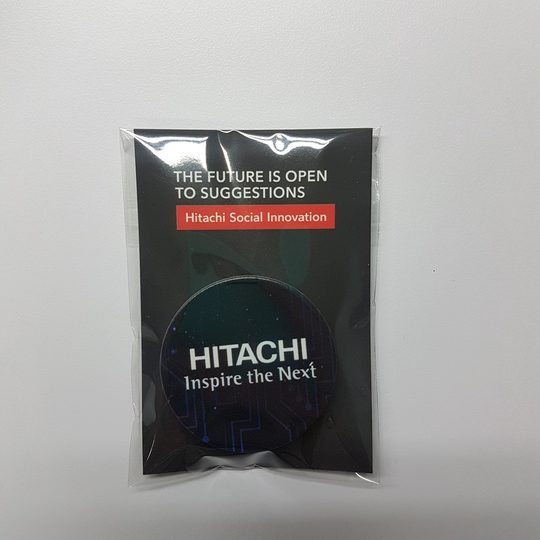 THE FUTURE IS OPEN
TO SUGGESTIONS
Hitachi Social Innovation
HITACHI
Inspire the Next